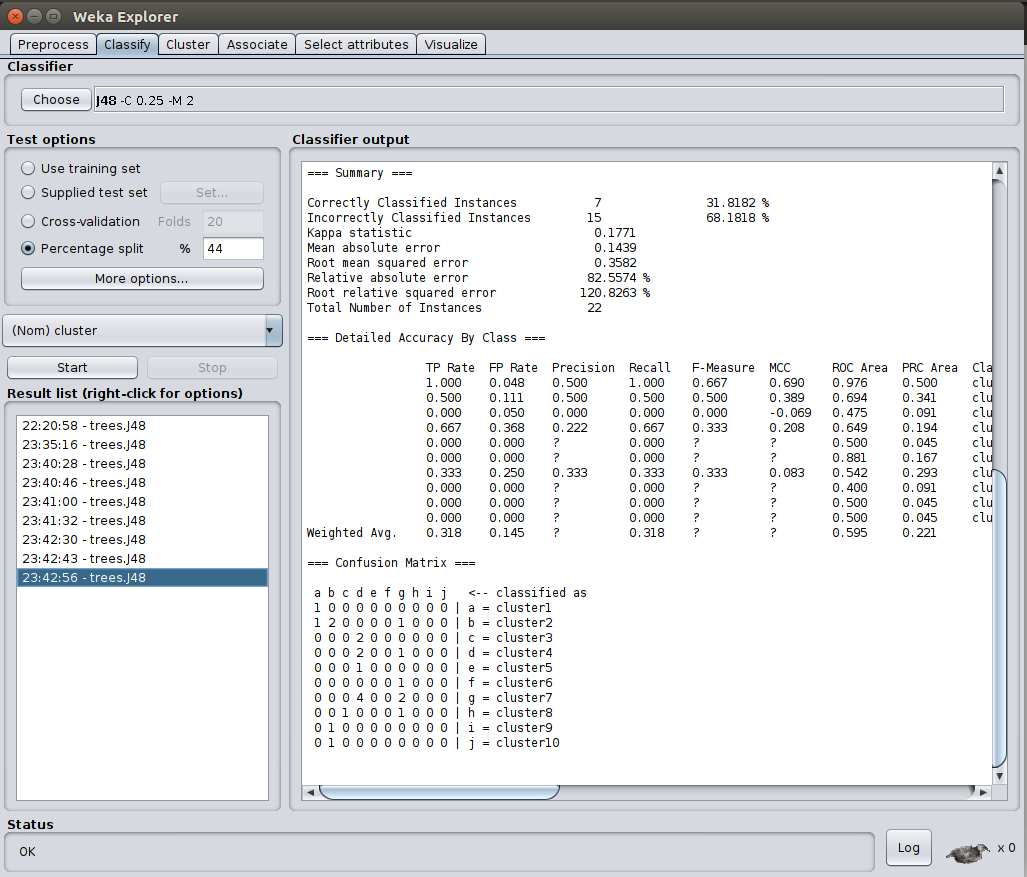 Weka Explorer
Preprocess Classify Cluster Associate Select attributes Visualize
Classifier
Choose J48 -C 0.25 -M 2
Test options
Use training set
Supplied test set Set...
Cross-validation Folds 20
Percentage split % 44
More options...
(Nom) cluster
Start Stop
Result list (right-click for options)
22:20:58 - trees.J48
23:35:16 - trees.J48
23:40:28 - trees.J48
23:40:46 - trees.J48
23:41:00 - trees.J48
23:41:32 - trees.J48
23:42:30 - trees.J48
23:42:43 - trees.J48
23:42:56 - trees.J48
Classifier output
=== Summary ===
Correctly Classified Instances 7 31.8182 %
Incorrectly Classified Instances 15 68.1818 %
Kappa statistic 0.1771
Mean absolute error 0.1439
Root mean squared error 0.3582
Relative absolute error 82.5574 %
Root relative squared error 120.8263 %
Total Number of Instances 22
=== Detailed Accuracy By Class ===
TP Rate FP Rate Precision Recall F-Measure MCC ROC Area PRC Area Cla
1.000 0.048 0.500 1.000 0.667 0.690 0.976 0.500 clu
0.500 0.111 0.500 0.500 0.500 0.389 0.694 0.341 clu
0.000 0.050 0.000 0.000 0.000 -0.069 0.475 0.091 clu
0.667 0.368 0.222 0.667 0.333 0.208 0.649 0.194 clu
0.000 0.000 ? 0.000 ? ? 0.500 0.045 clu
0.000 0.000 ? 0.000 ? ? 0.881 0.167 clu
0.333 0.250 0.333 0.333 0.333 0.083 0.542 0.293 clu
0.000 0.000 ? 0.000 ? ? 0.400 0.091 clu
0.000 0.000 ? 0.000 ? ? 0.500 0.045 clu
0.000 0.000 ? 0.000 ? ? 0.500 0.045 clu
Weighted Avg. 0.318 0.145 ? 0.318 ? ? 0.595 0.221
=== Confusion Matrix ===
a b c d e f g h i j <-- classified as
1 0 0 0 0 0 0 0 0 0 | a = cluster1
1 2 0 0 0 0 1 0 0 0 | b = cluster2
0 0 0 2 0 0 0 0 0 0 | c = cluster3
0 0 0 2 0 0 1 0 0 0 | d = cluster4
0 0 0 1 0 0 0 0 0 0 | e = cluster5
0 0 0 0 0 0 1 0 0 0 | f = cluster6
0 0 0 4 0 0 2 0 0 0 | g = cluster7
0 0 1 0 0 0 1 0 0 0 | h = cluster8
0 1 0 0 0 0 0 0 0 0 | i = cluster9
0 1 0 0 0 0 0 0 0 0 | j = cluster10
Status
OK
Log
x 0